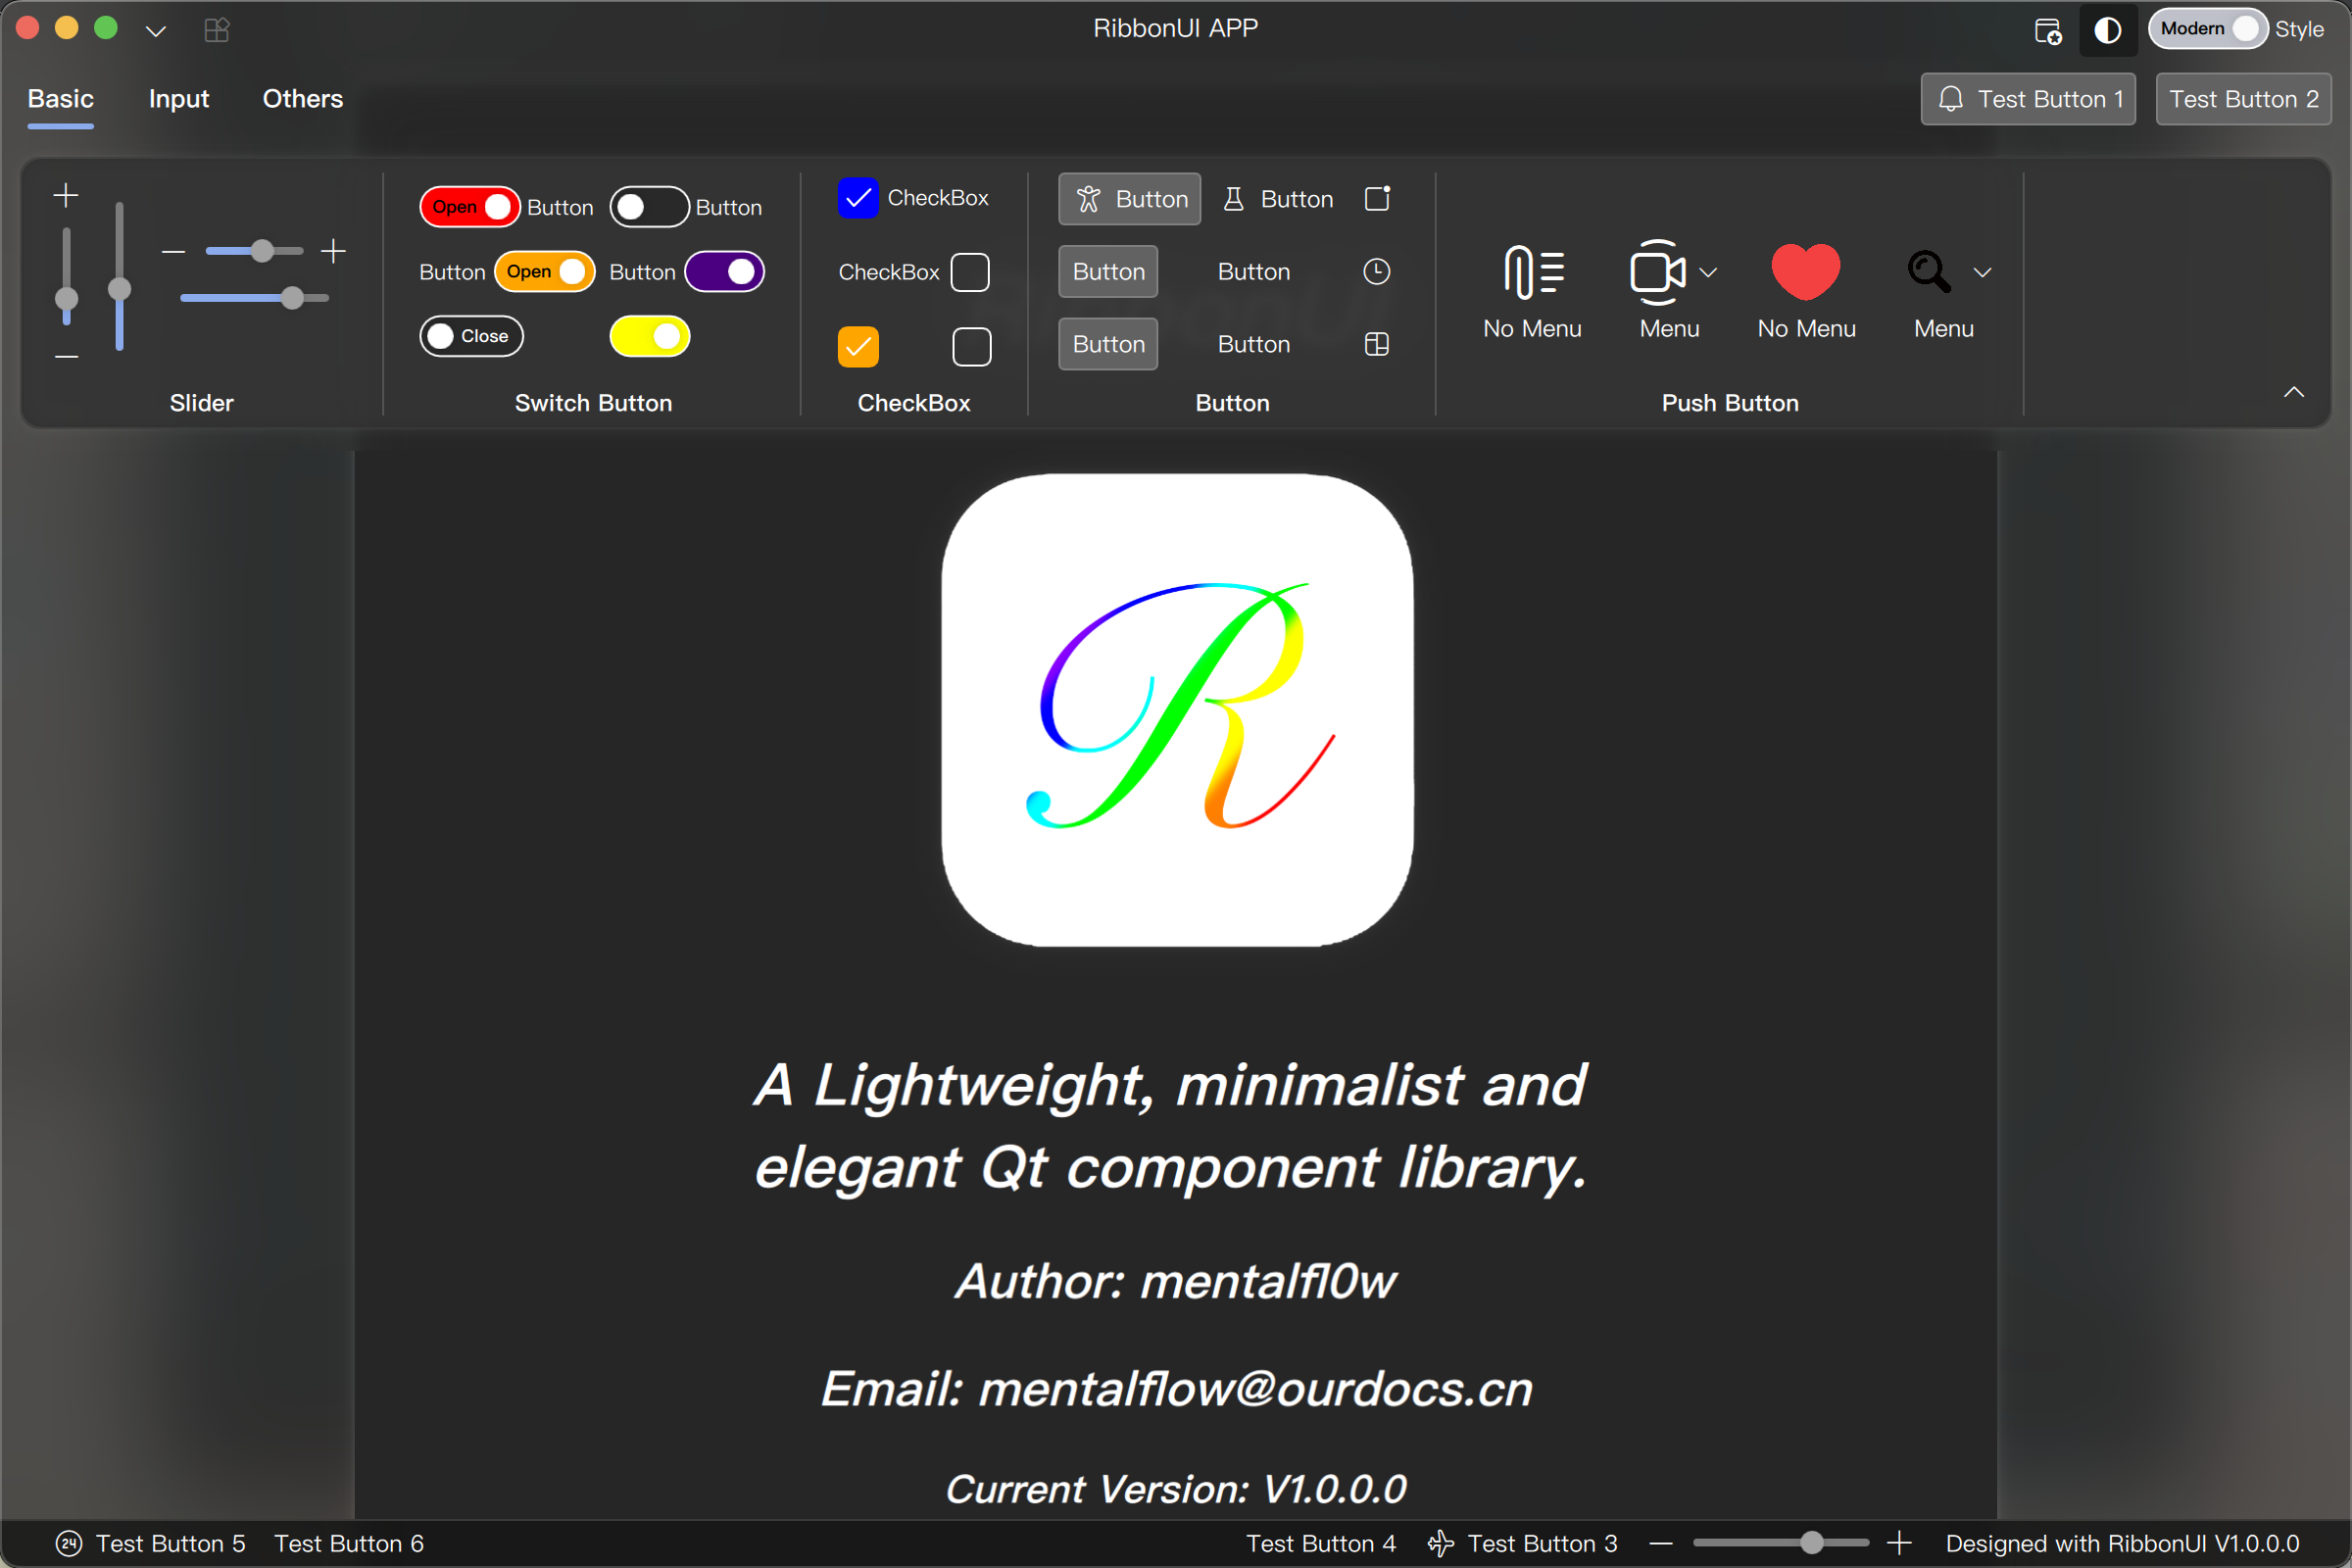 RibbonUI APP
Modern
Style
Basic
Input
Others
Test Button 1
Test Button 2
Open
Button
Button
Button
Open
Button
Close
Switch Button
Slider
CheckBox
CheckBox
CheckBox
Button
Button
Button
Button
Button
Button
Button
No Menu
Menu
No Menu
Menu
Push Button
R
A Lightweight, minimalist and
elegant Qt component library.
Author: mentalfl0w
Email: mentalflow@ourdocs.cn
Current Version: V1.0.0.0
24
Test Button 5
Test Button 6
Test Button 4
Test Button 3
Designed with RibbonUI V1.0.0.0